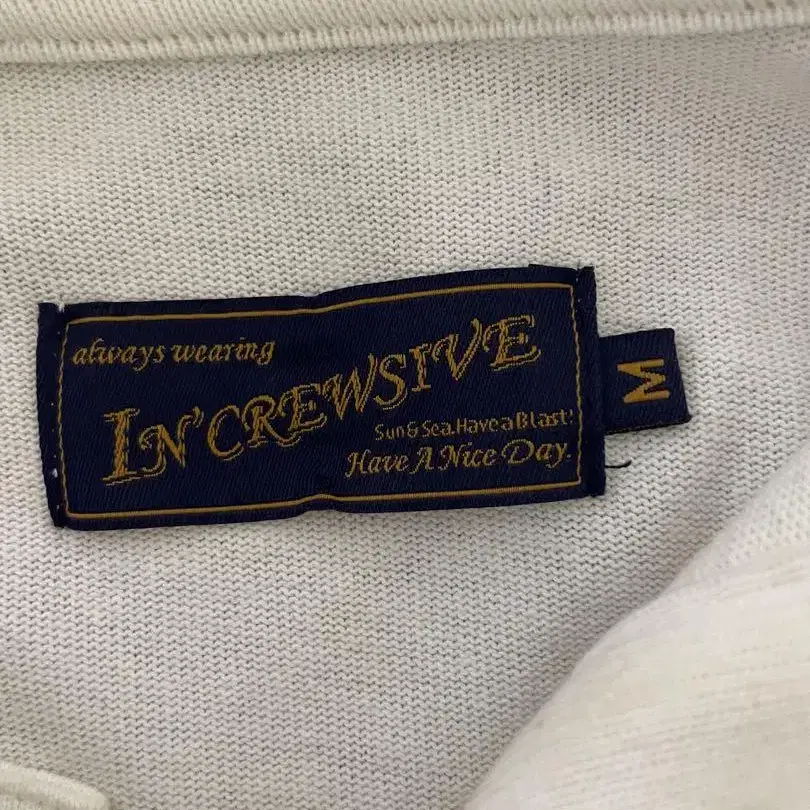 always wearing
IN'CREWSIVE
Sun & Sea. Have a Blast!
Have A Nice Day.
M